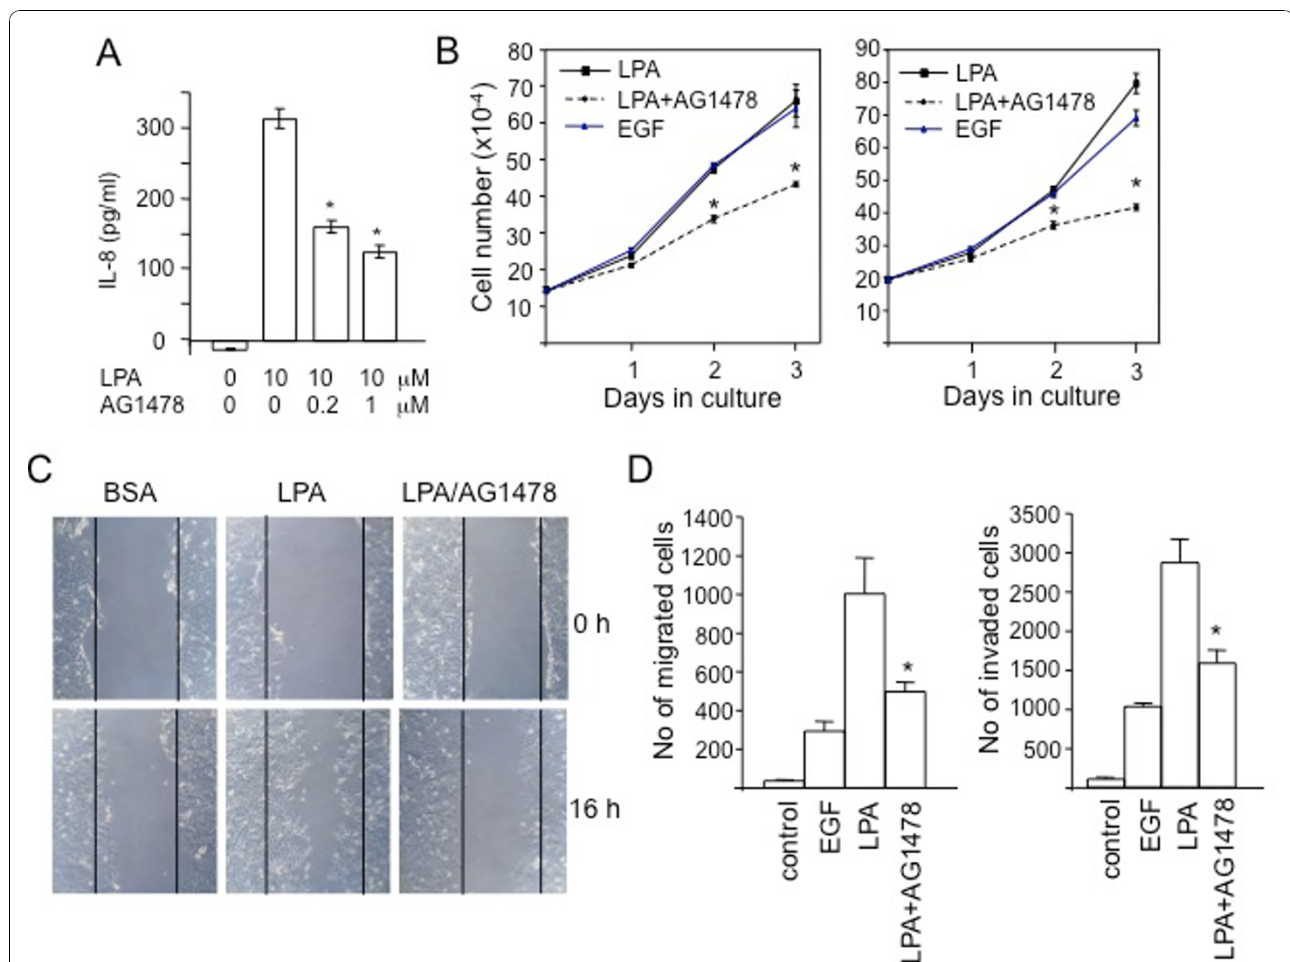 A
IL-8 (pg/ml)
300
200
100
0
LPA 0 10 10 10 μM
AG1478 0 0 0.2 1 μM
* *
B
Cell number (x10-4)
80
70
60
50
40
30
20
10
LPA
LPA+AG1478
EGF
* *
1 2 3
Days in culture
90
80
70
60
50
40
30
20
10
LPA
LPA+AG1478
EGF
* *
1 2 3
Days in culture
C
BSA LPA LPA/AG1478
0 h
16 h
D
No of migrated cells
1400
1200
1000
800
600
400
200
*
control EGF LPA LPA+AG1478
No of invaded cells
3500
3000
2500
2000
1500
1000
500
*
control EGF LPA LPA+AG1478